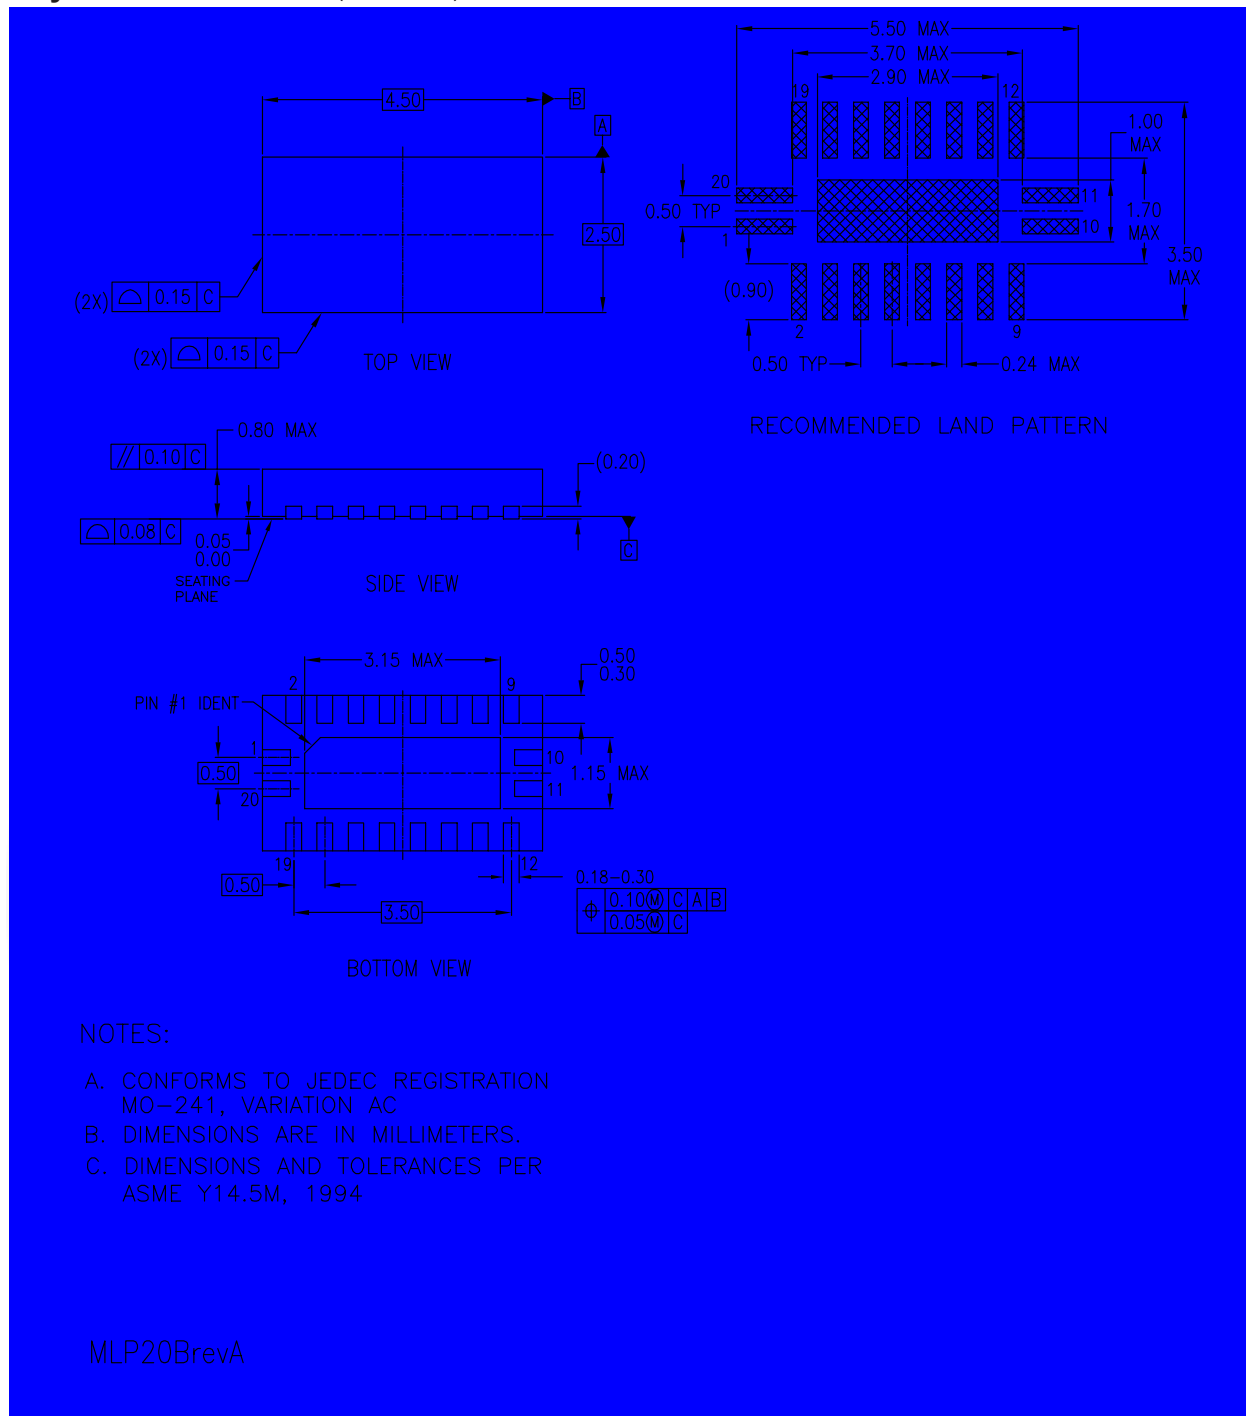 4.50
B
A
2.50
(2X) 0.15 C
(2X) 0.15 C
TOP VIEW
5.50 MAX
3.70 MAX
2.90 MAX
19
12
1.00
MAX
20
11
0.50 TYP
1
10
1.70
MAX
3.50
MAX
(0.90)
2
9
0.50 TYP
0.24 MAX
RECOMMENDED LAND PATTERN
0.80 MAX
// 0.10 C
(0.20)
0.08 C
0.05
0.00
C
SEATING
PLANE
SIDE VIEW
3.15 MAX
0.50
0.30
2
9
PIN #1 IDENT
1
10
0.50
1.15 MAX
20
11
19
12
0.50
0.18-0.30
3.50
0.10 M C A B
0.05 M C
BOTTOM VIEW
NOTES:
A. CONFORMS TO JEDEC REGISTRATION
MO-241, VARIATION AC
B. DIMENSIONS ARE IN MILLIMETERS.
C. DIMENSIONS AND TOLERANCES PER
ASME Y14.5M, 1994
MLP20BrevA